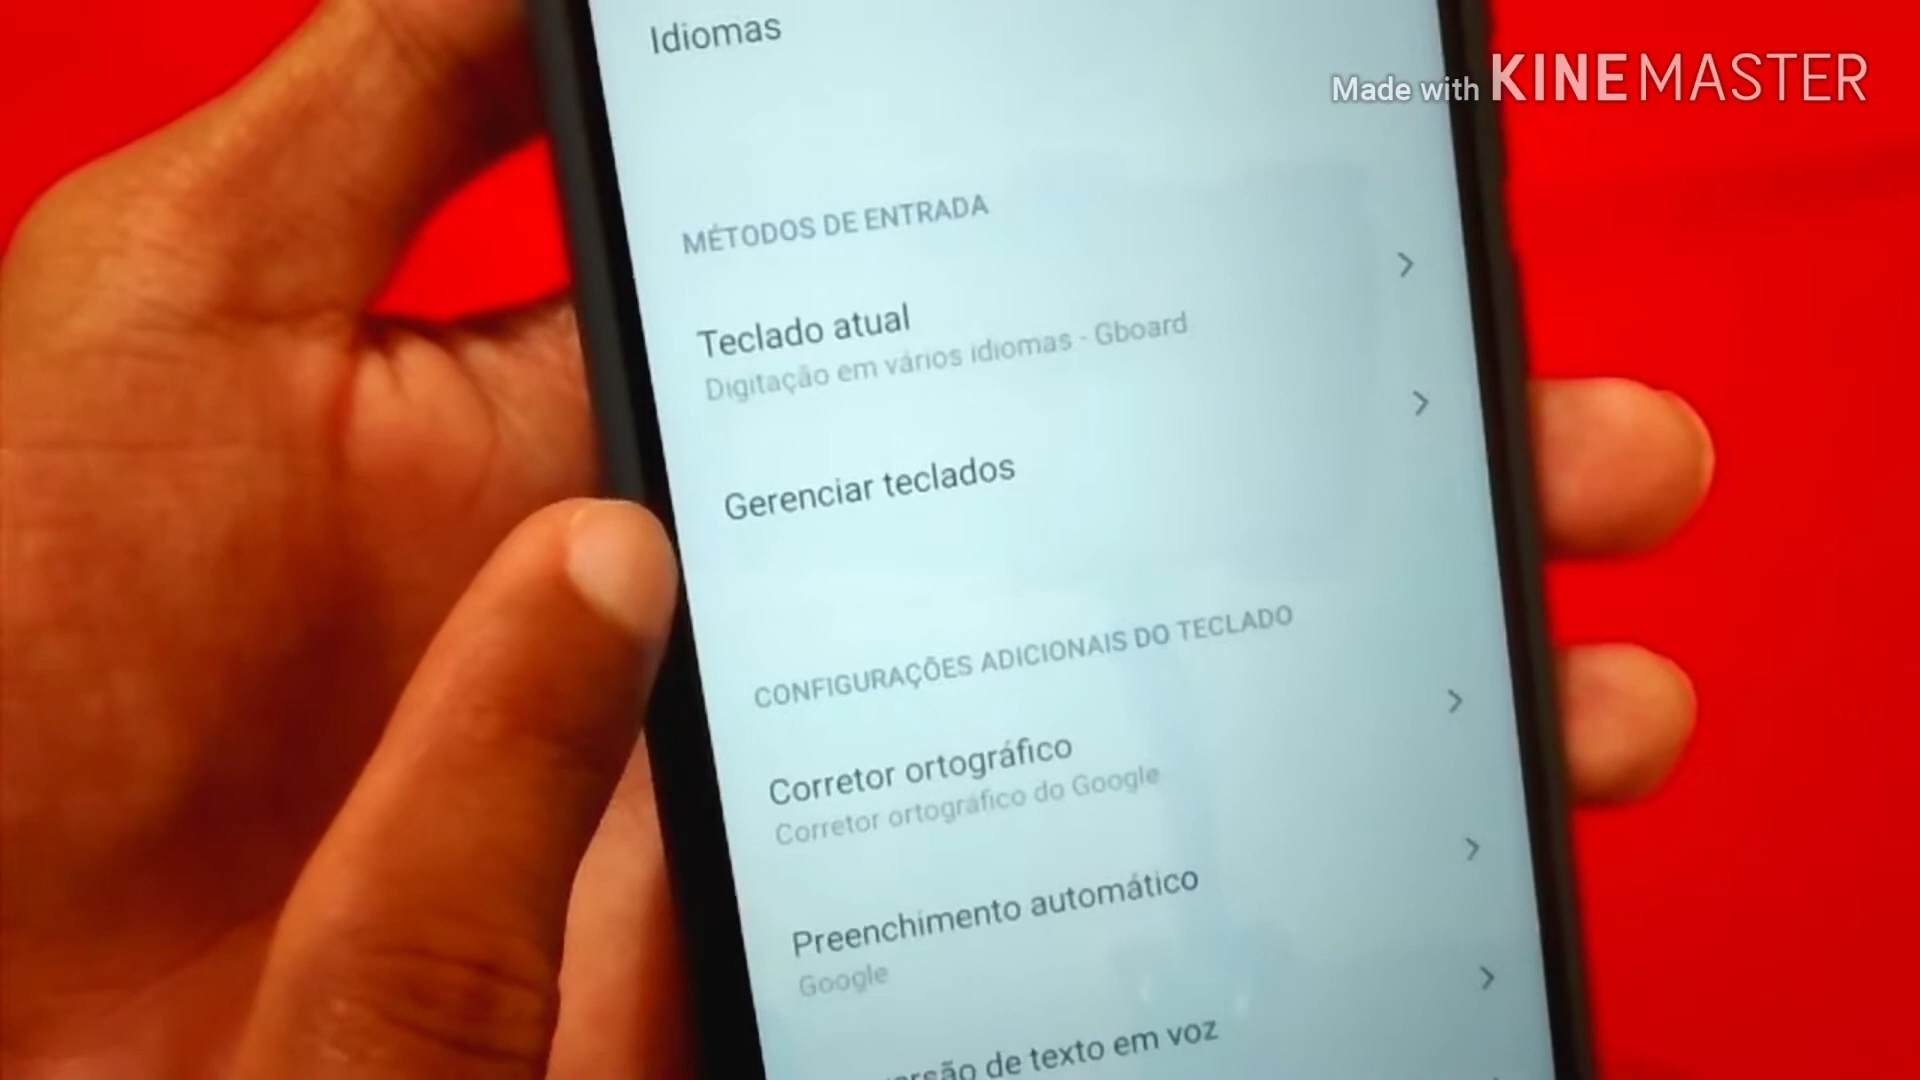 Idiomas
Made with KINEMASTER
MÉTODOS DE ENTRADA
Teclado atual
Digitação em vários idiomas - Gboard
Gerenciar teclados
CONFIGURAÇÕES ADICIONAIS DO TECLADO
Corretor ortográfico
Corretor ortográfico do Google
Preenchimento automático
Google
de texto em voz